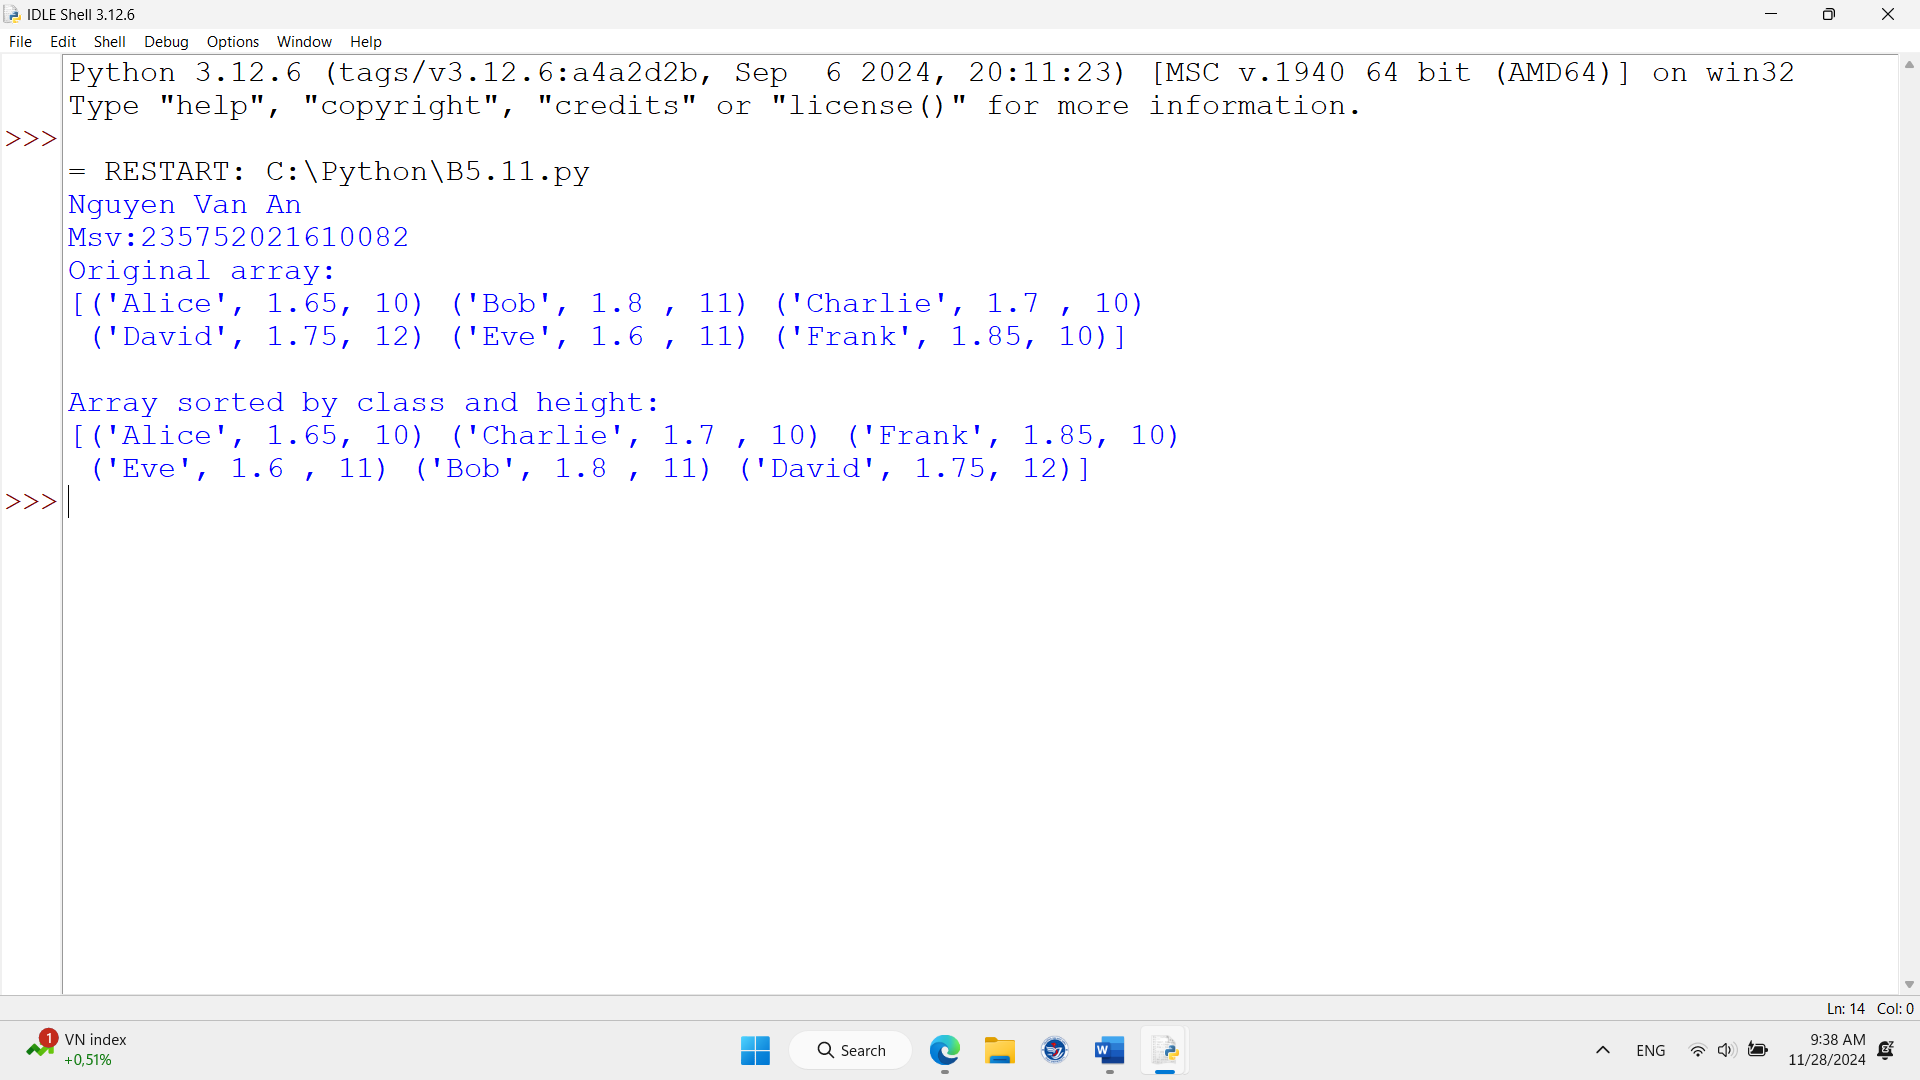 IDLE Shell 3.12.6
File Edit Shell Debug Options Window Help
Python 3.12.6 (tags/v3.12.6:a4a2d2b, Sep  6 2024, 20:11:23) [MSC v.1940 64 bit (AMD64)] on win32
Type "help", "copyright", "credits" or "license()" for more information.
>>>
= RESTART: C:\Python\B5.11.py
Nguyen Van An
Msv:235752021610082
Original array:
[('Alice', 1.65, 10) ('Bob', 1.8 , 11) ('Charlie', 1.7 , 10)
 ('David', 1.75, 12) ('Eve', 1.6 , 11) ('Frank', 1.85, 10)]
Array sorted by class and height:
[('Alice', 1.65, 10) ('Charlie', 1.7 , 10) ('Frank', 1.85, 10)
 ('Eve', 1.6 , 11) ('Bob', 1.8 , 11) ('David', 1.75, 12)]
>>>
Ln: 14 Col: 0
1 VN index
+0,51%
Search
W
ENG
9:38 AM
11/28/2024